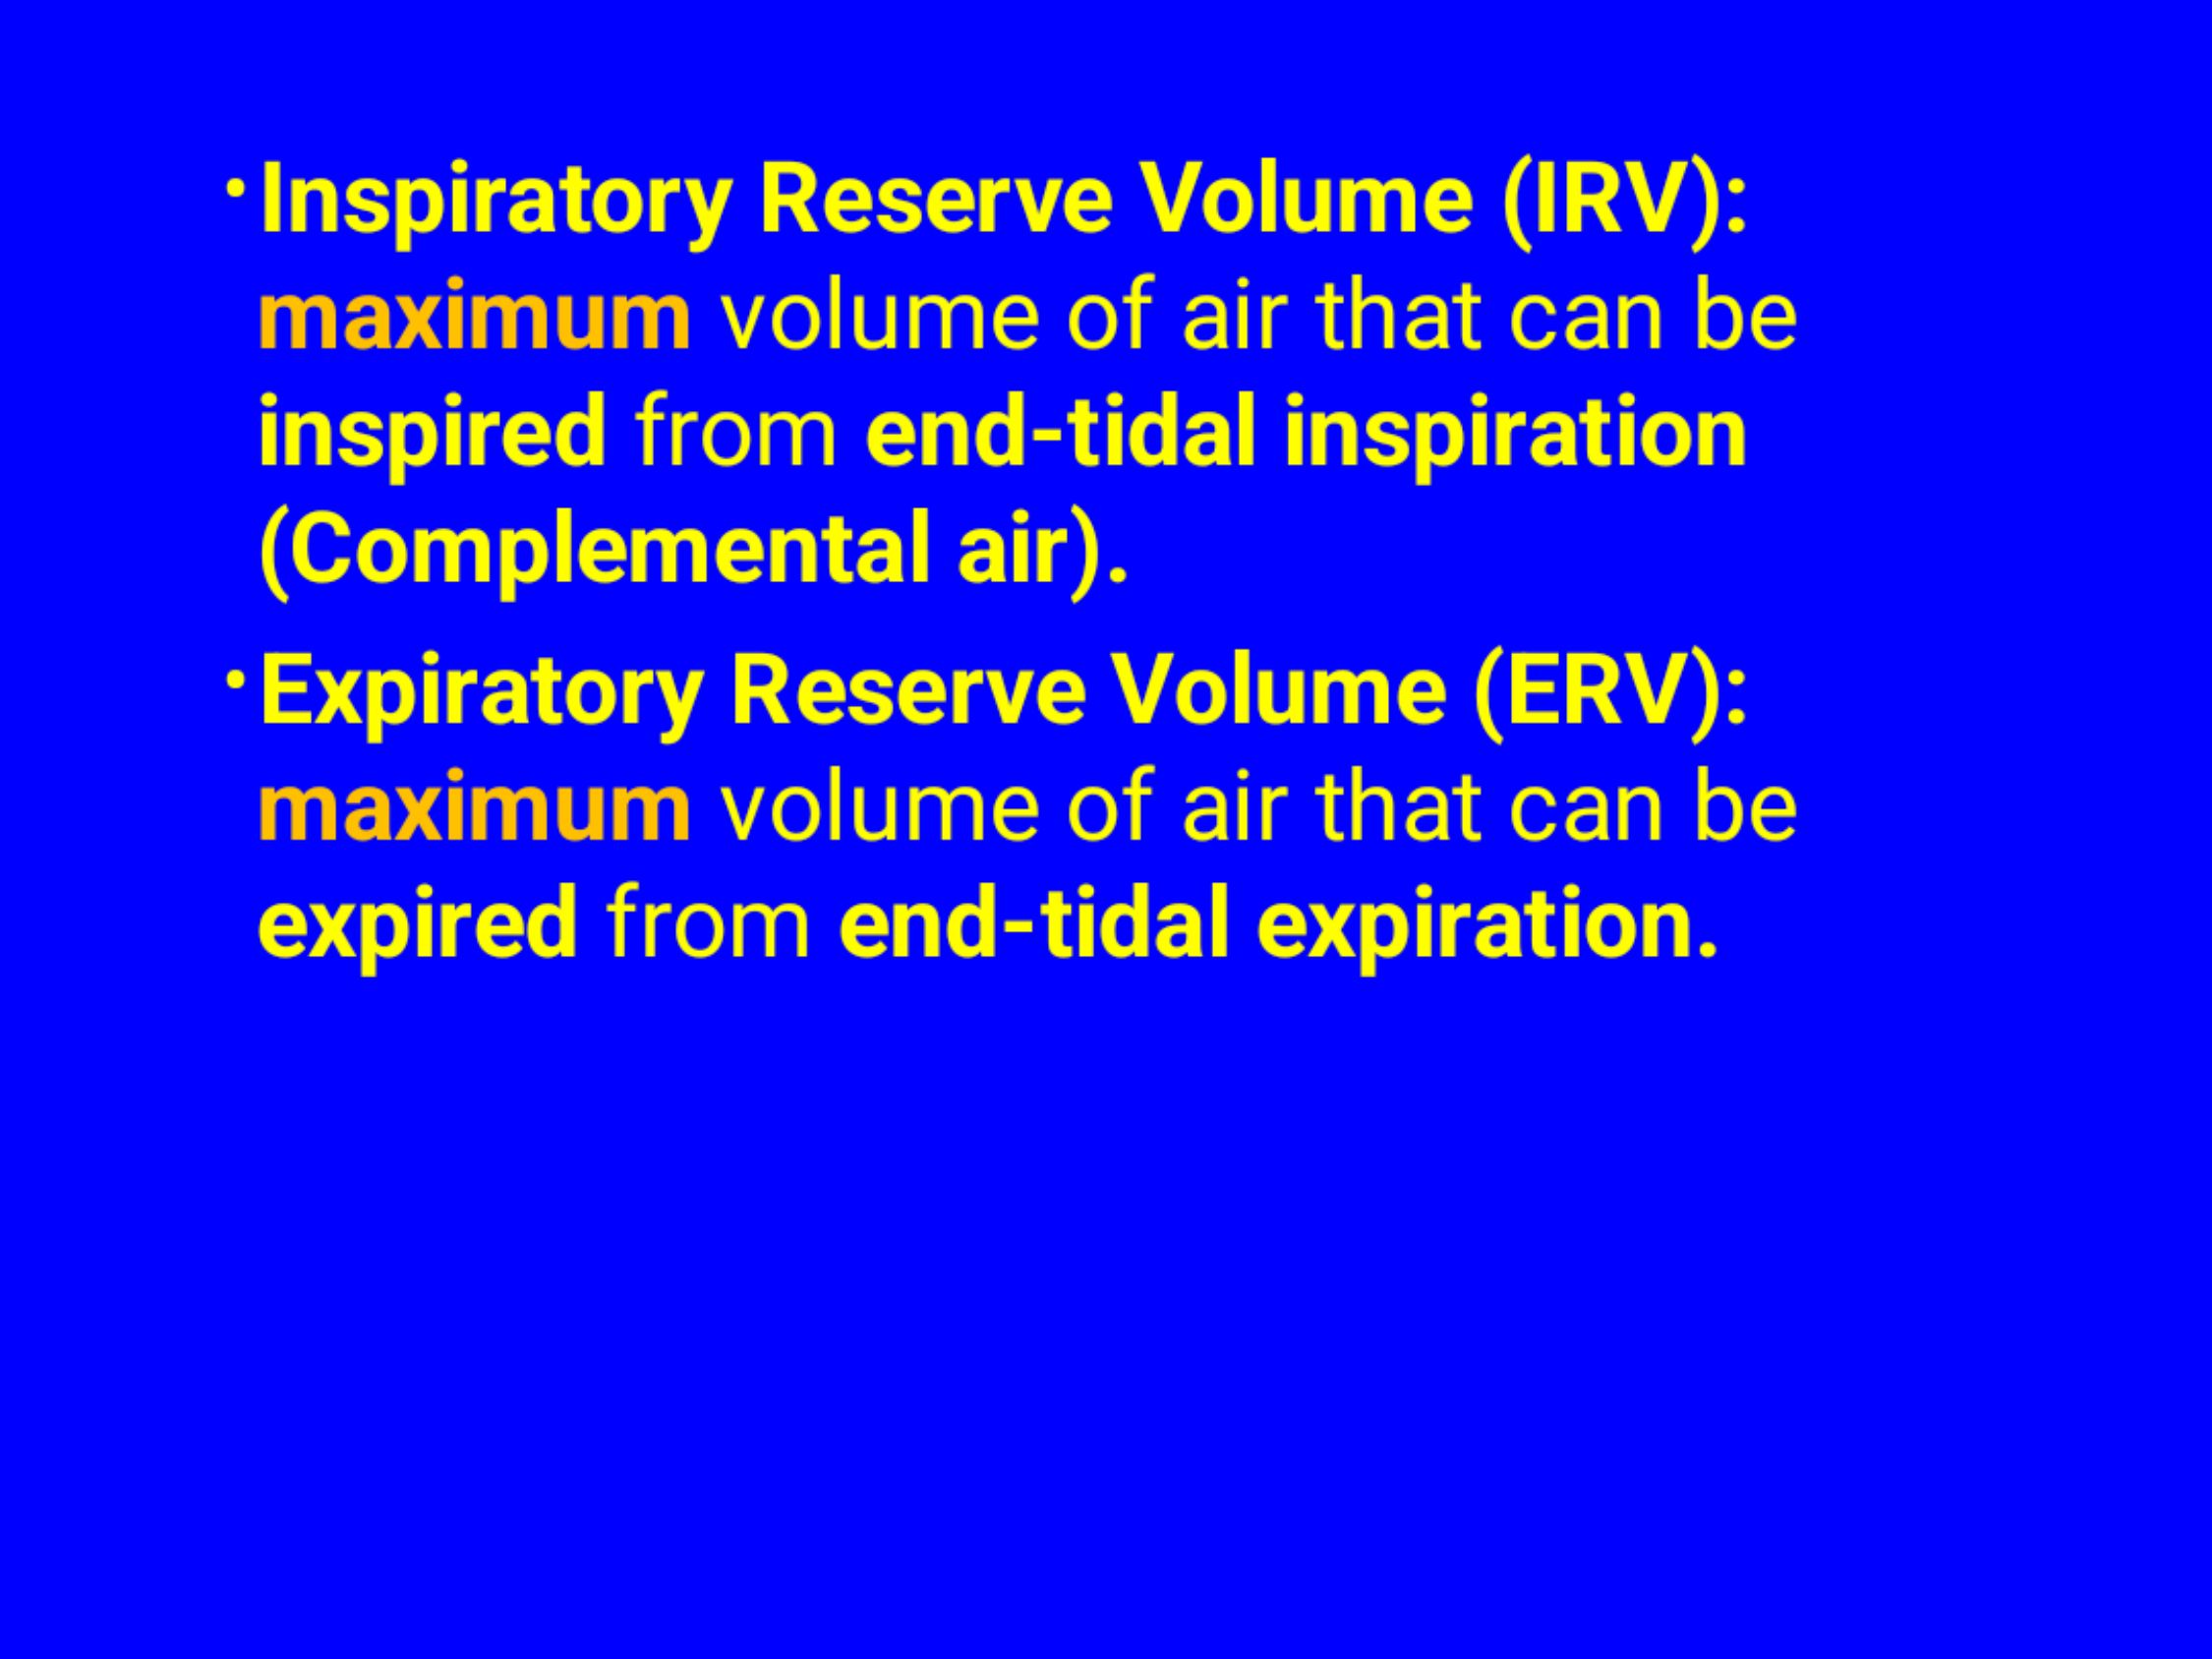 • Inspiratory Reserve Volume (IRV):
maximum volume of air that can be
inspired from end-tidal inspiration
(Complemental air).
• Expiratory Reserve Volume (ERV):
maximum volume of air that can be
expired from end-tidal expiration.